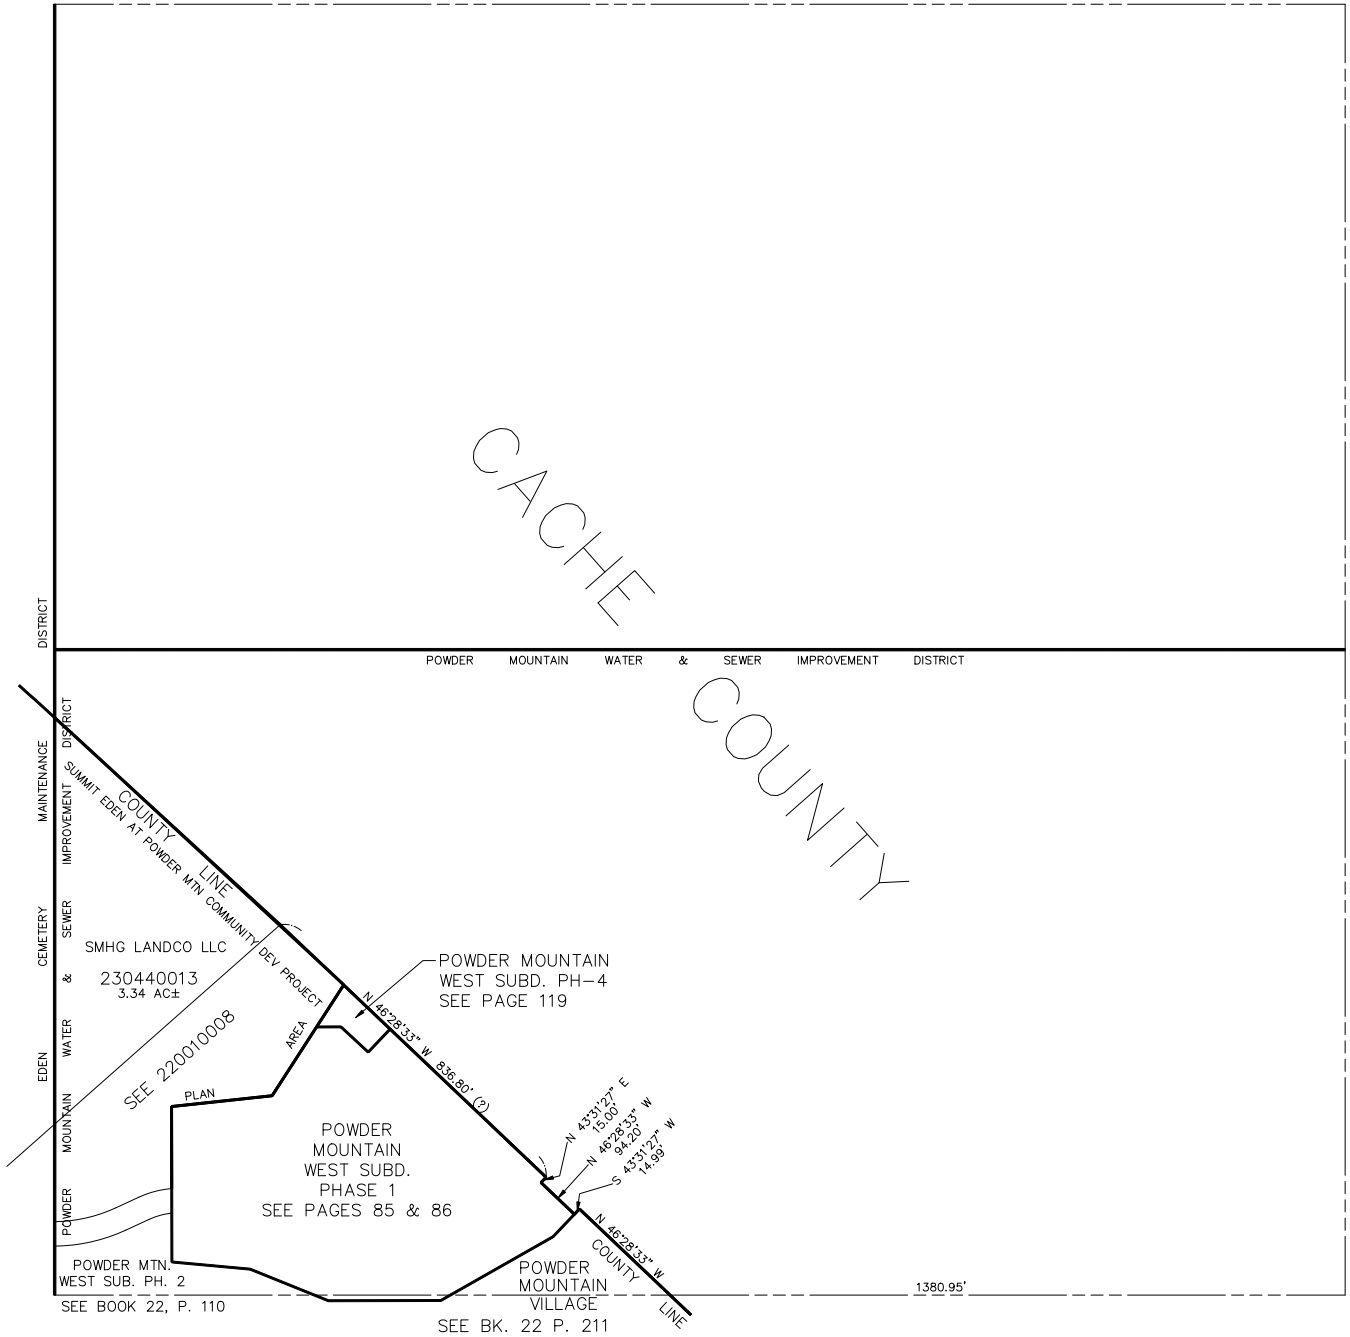 CACHE
COUNTY
POWDER MOUNTAIN WATER & SEWER IMPROVEMENT DISTRICT
EDEN CEMETERY MAINTENANCE DISTRICT
POWDER MOUNTAIN WATER & SEWER IMPROVEMENT DISTRICT
COUNTY LINE
SUMMIT EDEN AT POWDER MTN COMMUNITY DEV PROJECT
AREA
PLAN
SMHG LANDCO LLC
230440013
3.34 AC±
SEE 220010008
POWDER MOUNTAIN
WEST SUBD. PH-4
SEE PAGE 119
N 46°28'33" W 836.80' (?)
N 43°31'27" E
15.00'
N 46°28'33" W
94.20'
S 43°31'27" W
14.99'
POWDER
MOUNTAIN
WEST SUBD.
PHASE 1
SEE PAGES 85 & 86
N 46°28'33" W
COUNTY LINE
POWDER MTN.
WEST SUB. PH. 2
SEE BOOK 22, P. 110
POWDER
MOUNTAIN
VILLAGE
SEE BK. 22 P. 211
1380.95'